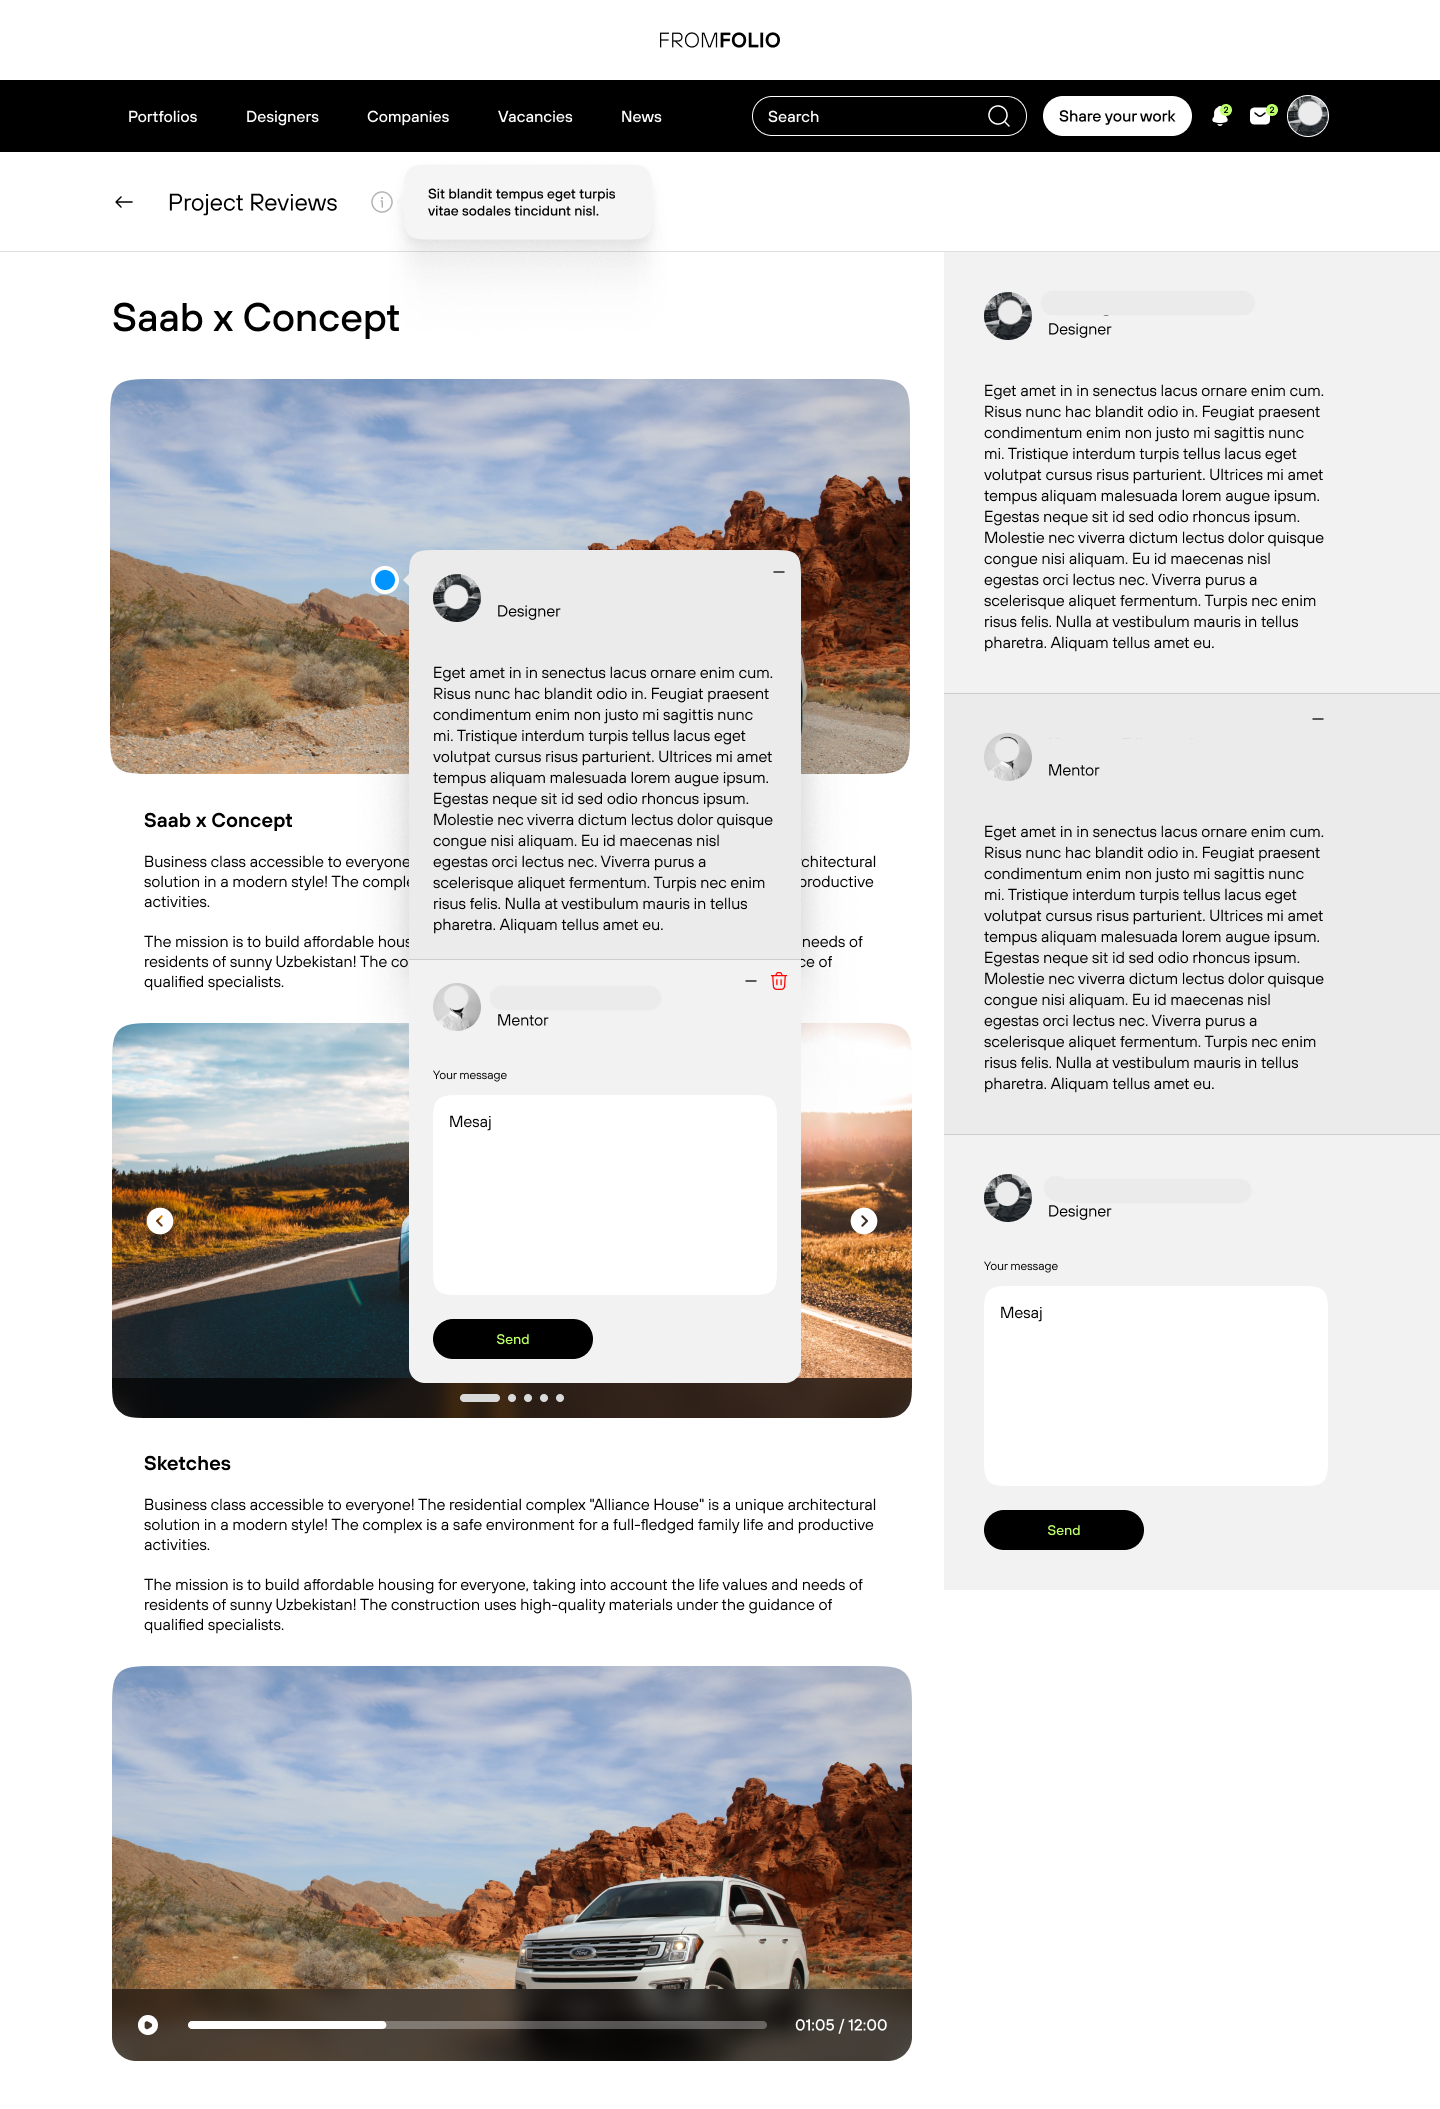 FROMFOLIO
Portfolios Designers Companies Vacancies News Search Share your work 2 2
Project Reviews
Sit blandit tempus eget turpis
vitae sodales tincidunt nisl.
Saab x Concept
Designer
Eget amet in in senectus lacus ornare enim cum.
Risus nunc hac blandit odio in. Feugiat praesent
condimentum enim non justo mi sagittis nunc
mi. Tristique interdum turpis tellus lacus eget
volutpat cursus risus parturient. Ultrices mi amet
tempus aliquam malesuada lorem augue ipsum.
Egestas neque sit id sed odio rhoncus ipsum.
Molestie nec viverra dictum lectus dolor quisque
congue nisi aliquam. Eu id maecenas nisl
egestas orci lectus nec. Viverra purus a
scelerisque aliquet fermentum. Turpis nec enim
risus felis. Nulla at vestibulum mauris in tellus
pharetra. Aliquam tellus amet eu.
Mentor
Your message
Mesaj
Send
Saab x Concept
Business class accessible to everyone chitectural
solution in a modern style! The comple productive
activities.
The mission is to build affordable hous needs of
residents of sunny Uzbekistan! The co ce of
qualified specialists.
Sketches
Business class accessible to everyone! The residential complex "Alliance House" is a unique architectural
solution in a modern style! The complex is a safe environment for a full-fledged family life and productive
activities.
The mission is to build affordable housing for everyone, taking into account the life values and needs of
residents of sunny Uzbekistan! The construction uses high-quality materials under the guidance of
qualified specialists.
Ford
01:05 / 12:00
Designer
Eget amet in in senectus lacus ornare enim cum.
Risus nunc hac blandit odio in. Feugiat praesent
condimentum enim non justo mi sagittis nunc
mi. Tristique interdum turpis tellus lacus eget
volutpat cursus risus parturient. Ultrices mi amet
tempus aliquam malesuada lorem augue ipsum.
Egestas neque sit id sed odio rhoncus ipsum.
Molestie nec viverra dictum lectus dolor quisque
congue nisi aliquam. Eu id maecenas nisl
egestas orci lectus nec. Viverra purus a
scelerisque aliquet fermentum. Turpis nec enim
risus felis. Nulla at vestibulum mauris in tellus
pharetra. Aliquam tellus amet eu.
Mentor
Eget amet in in senectus lacus ornare enim cum.
Risus nunc hac blandit odio in. Feugiat praesent
condimentum enim non justo mi sagittis nunc
mi. Tristique interdum turpis tellus lacus eget
volutpat cursus risus parturient. Ultrices mi amet
tempus aliquam malesuada lorem augue ipsum.
Egestas neque sit id sed odio rhoncus ipsum.
Molestie nec viverra dictum lectus dolor quisque
congue nisi aliquam. Eu id maecenas nisl
egestas orci lectus nec. Viverra purus a
scelerisque aliquet fermentum. Turpis nec enim
risus felis. Nulla at vestibulum mauris in tellus
pharetra. Aliquam tellus amet eu.
Designer
Your message
Mesaj
Send